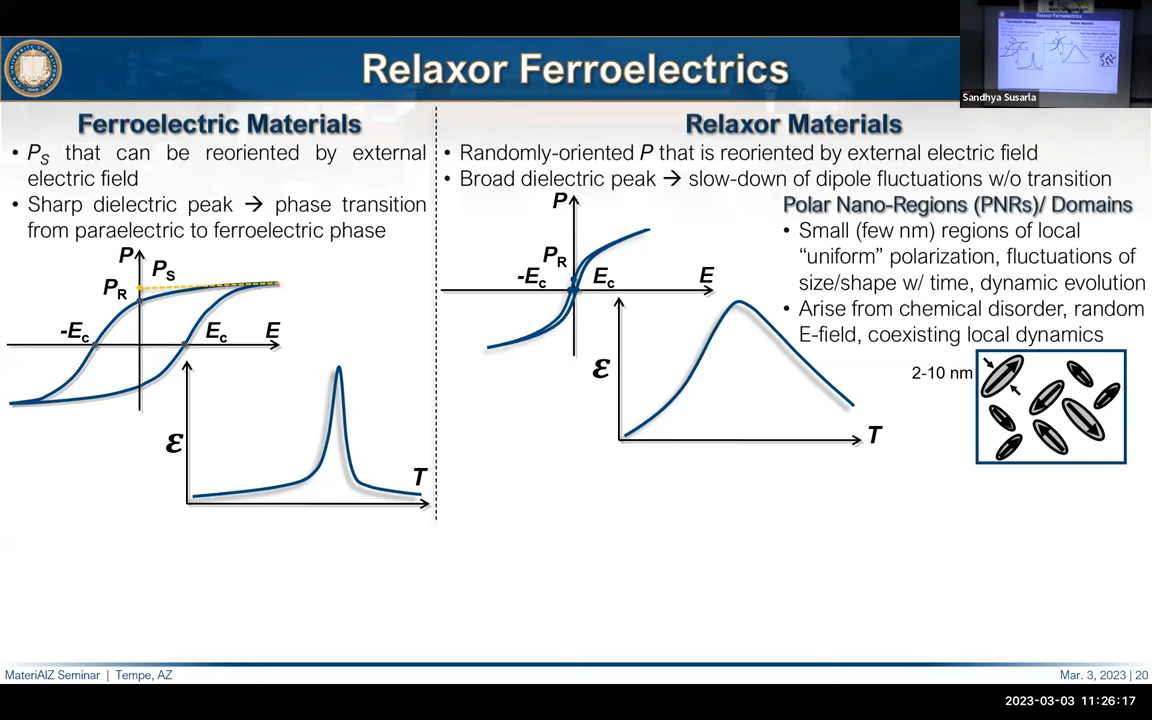 Relaxor Ferroelectrics
Sandhya Susarla
Ferroelectric Materials
• PS that can be reoriented by external
electric field
• Sharp dielectric peak → phase transition
from paraelectric to ferroelectric phase
P
PS
PR
-Ec
Ec
E
ε
T
Relaxor Materials
• Randomly-oriented P that is reoriented by external electric field
• Broad dielectric peak → slow-down of dipole fluctuations w/o transition
P
PR
-Ec
Ec
E
ε
T
Polar Nano-Regions (PNRs)/ Domains
• Small (few nm) regions of local
“uniform” polarization, fluctuations of
size/shape w/ time, dynamic evolution
• Arise from chemical disorder, random
E-field, coexisting local dynamics
2-10 nm
MateriAlZ Seminar | Tempe, AZ
Mar. 3, 2023 | 20
2023-03-03 11:26:17